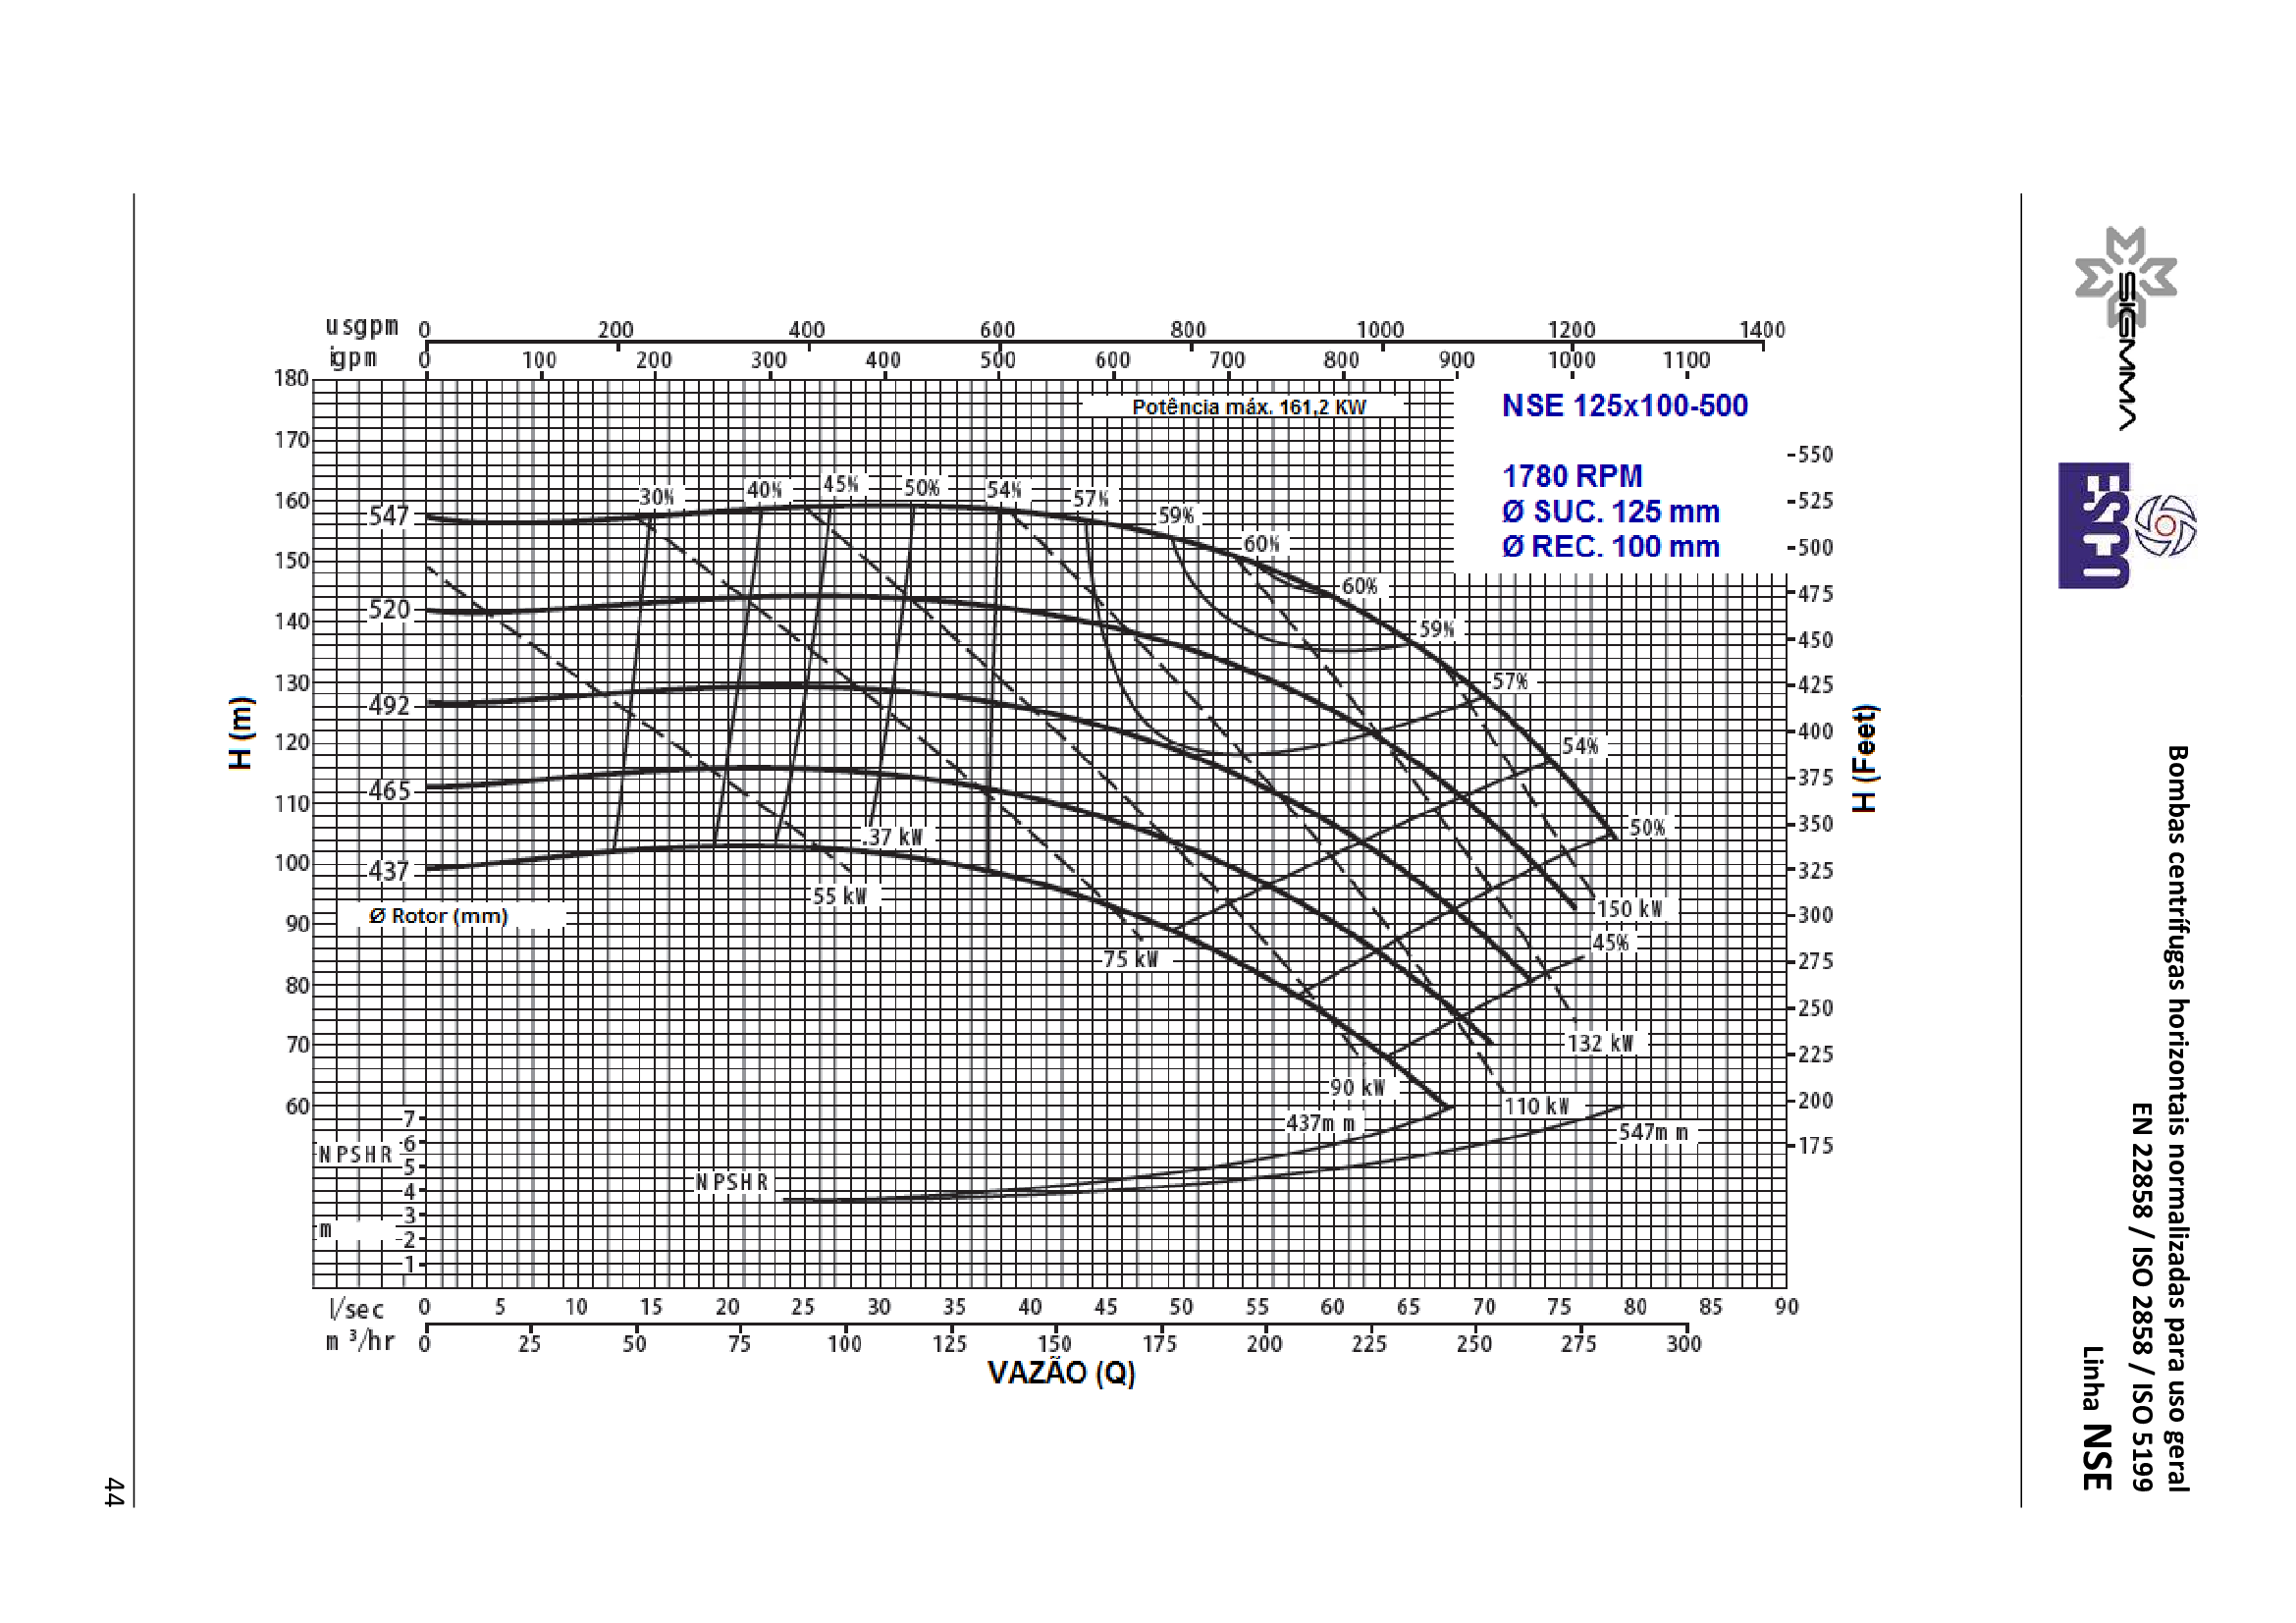 usgpm 0 200 400 600 800 1000 1200 1400
igpm 0 100 200 300 400 500 600 700 800 900 1000 1100
Potência máx. 161,2 KW
NSE 125x100-500
1780 RPM
Ø SUC. 125 mm
Ø REC. 100 mm
H (m)
180
170
160
150
140
130
120
110
100
90
80
70
60
547
520
492
465
437
Ø Rotor (mm)
30%
40%
45%
50%
54%
57%
59%
60%
60%
59%
57%
54%
50%
45%
37 kW
55 kW
75 kW
90 kW
110 kW
132 kW
150 kW
437mm
547mm
NPSHR
7
6
NPSHR
5
4
3
m
2
1
550
525
500
475
450
425
400
375
350
325
300
275
250
225
200
175
H (Feet)
l/sec 0 5 10 15 20 25 30 35 40 45 50 55 60 65 70 75 80 85 90
m³/hr 0 25 50 75 100 125 150 175 200 225 250 275 300
VAZÃO (Q)
SIGMMA
Bombas centrífugas horizontais normalizadas para uso geral
EN 22858 / ISO 2858 / ISO 5199
Linha NSE
44